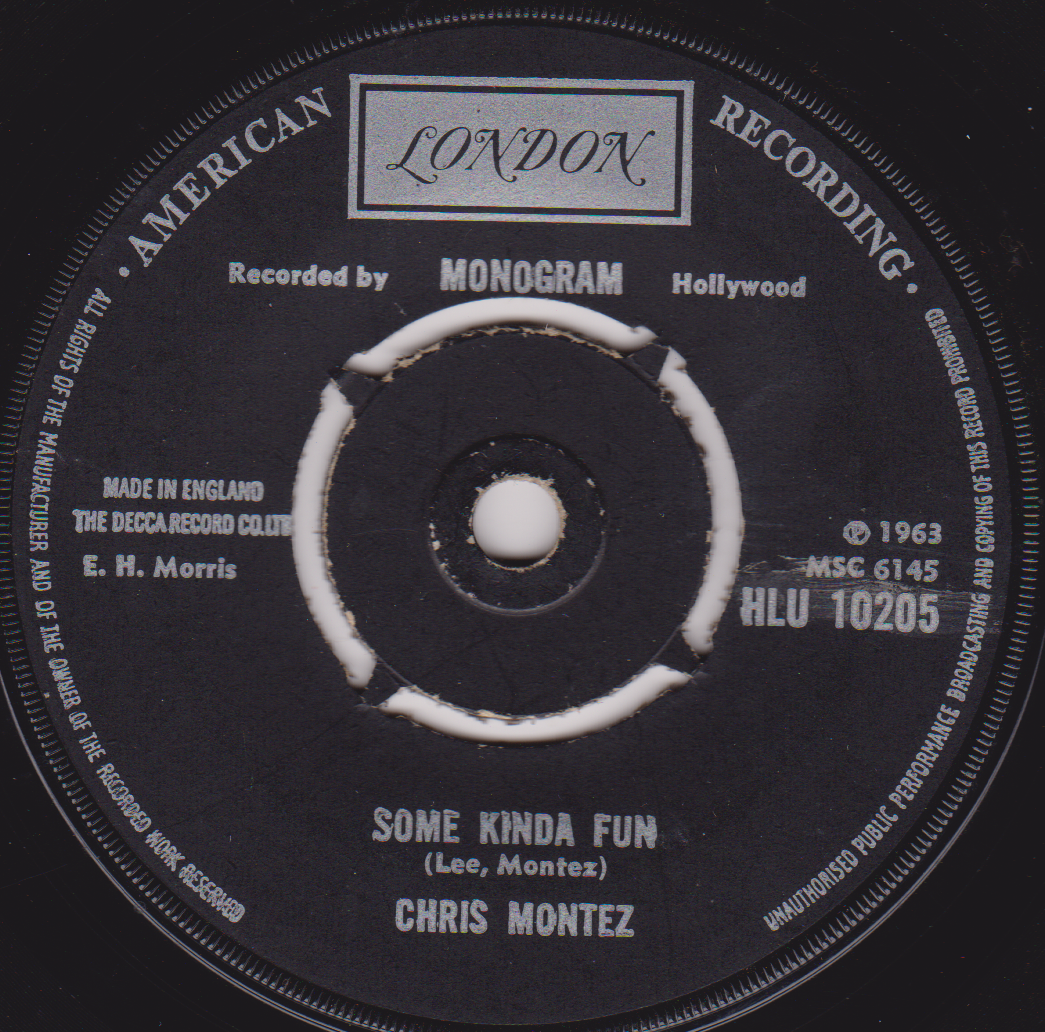 · AMERICAN RECORDING ·
LONDON
Recorded by MONOGRAM Hollywood
ALL RIGHTS OF THE MANUFACTURER AND OF THE OWNER OF THE RECORDED WORK RESERVED
UNAUTHORISED PUBLIC PERFORMANCE BROADCASTING AND COPYING OF THIS RECORD PROHIBITED
MADE IN ENGLAND
THE DECCA RECORD CO. LTD
E. H. Morris
℗ 1963
MSC 6145
HLU 10205
SOME KINDA FUN
(Lee, Montez)
CHRIS MONTEZ